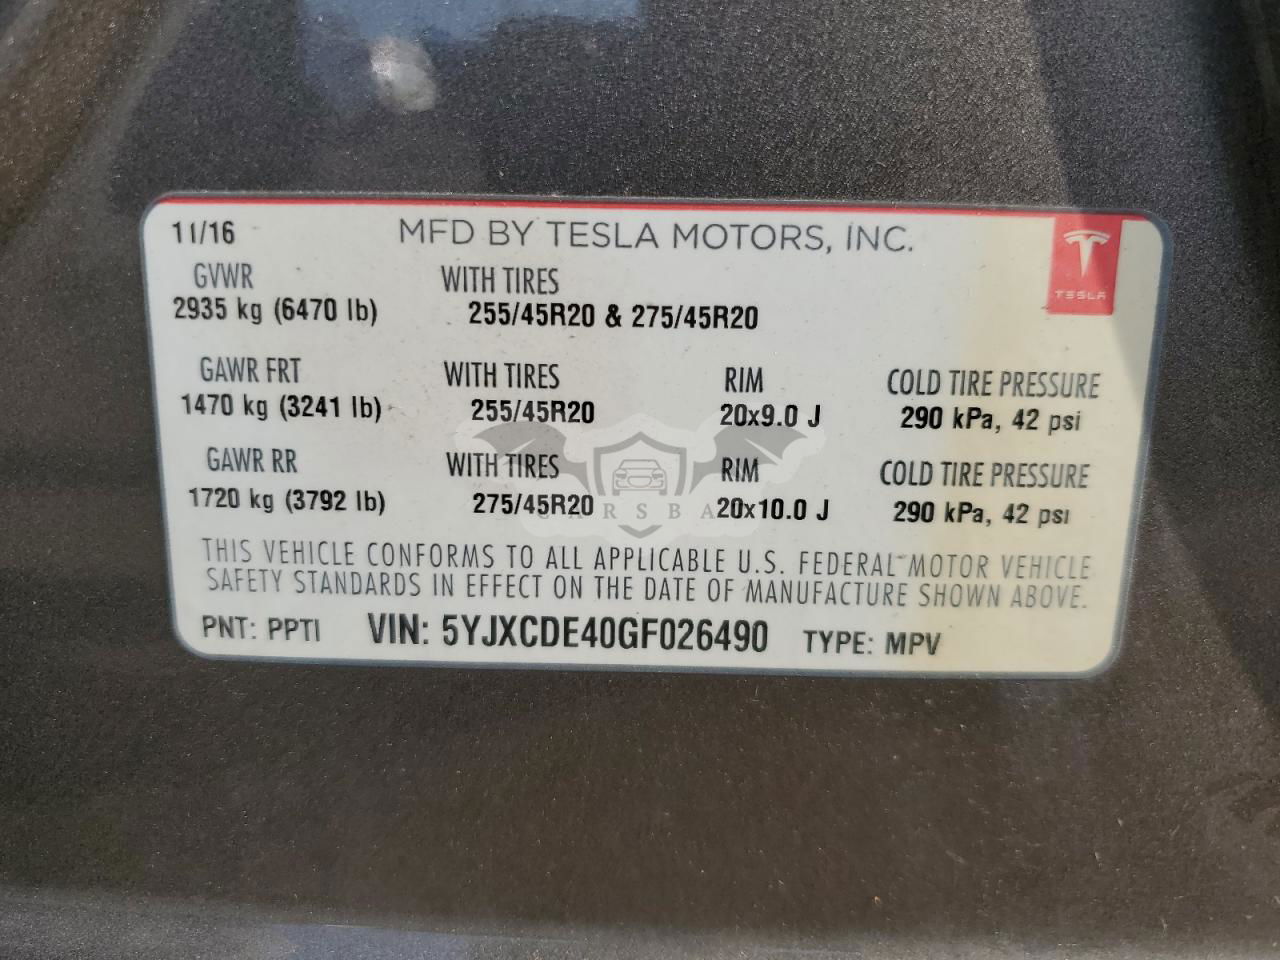 11/16 MFD BY TESLA MOTORS, INC.
TESLA
GVWR WITH TIRES
2935 kg (6470 lb) 255/45R20 & 275/45R20
GAWR FRT WITH TIRES RIM COLD TIRE PRESSURE
1470 kg (3241 lb) 255/45R20 20x9.0 J 290 kPa, 42 psi
GAWR RR WITH TIRES RIM COLD TIRE PRESSURE
1720 kg (3792 lb) 275/45R20 20x10.0 J 290 kPa, 42 psi
THIS VEHICLE CONFORMS TO ALL APPLICABLE U.S. FEDERAL MOTOR VEHICLE
SAFETY STANDARDS IN EFFECT ON THE DATE OF MANUFACTURE SHOWN ABOVE.
PNT: PPTI VIN: 5YJXCDE40GF026490 TYPE: MPV